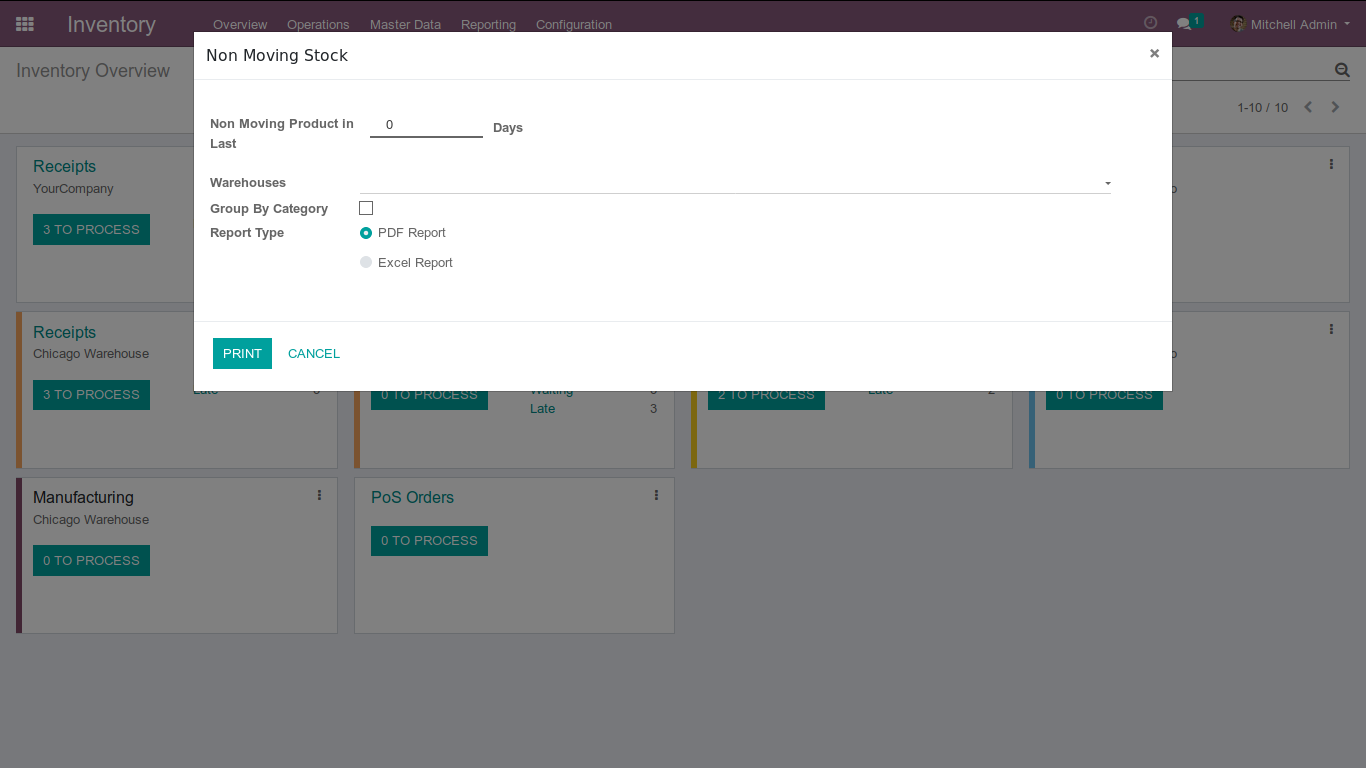 Inventory
Overview
Operations
Master Data
Reporting
Configuration
1
Mitchell Admin
Inventory Overview
1-10 / 10
Non Moving Stock
×
Non Moving Product in
Last
0
Days
Warehouses
Group By Category
Report Type
PDF Report
Excel Report
PRINT
CANCEL
Receipts
YourCompany
3 TO PROCESS
Receipts
Chicago Warehouse
3 TO PROCESS
Late
0 TO PROCESS
Waiting
Late 3
2 TO PROCESS
Late 2
0 TO PROCESS
Manufacturing
Chicago Warehouse
0 TO PROCESS
PoS Orders
0 TO PROCESS